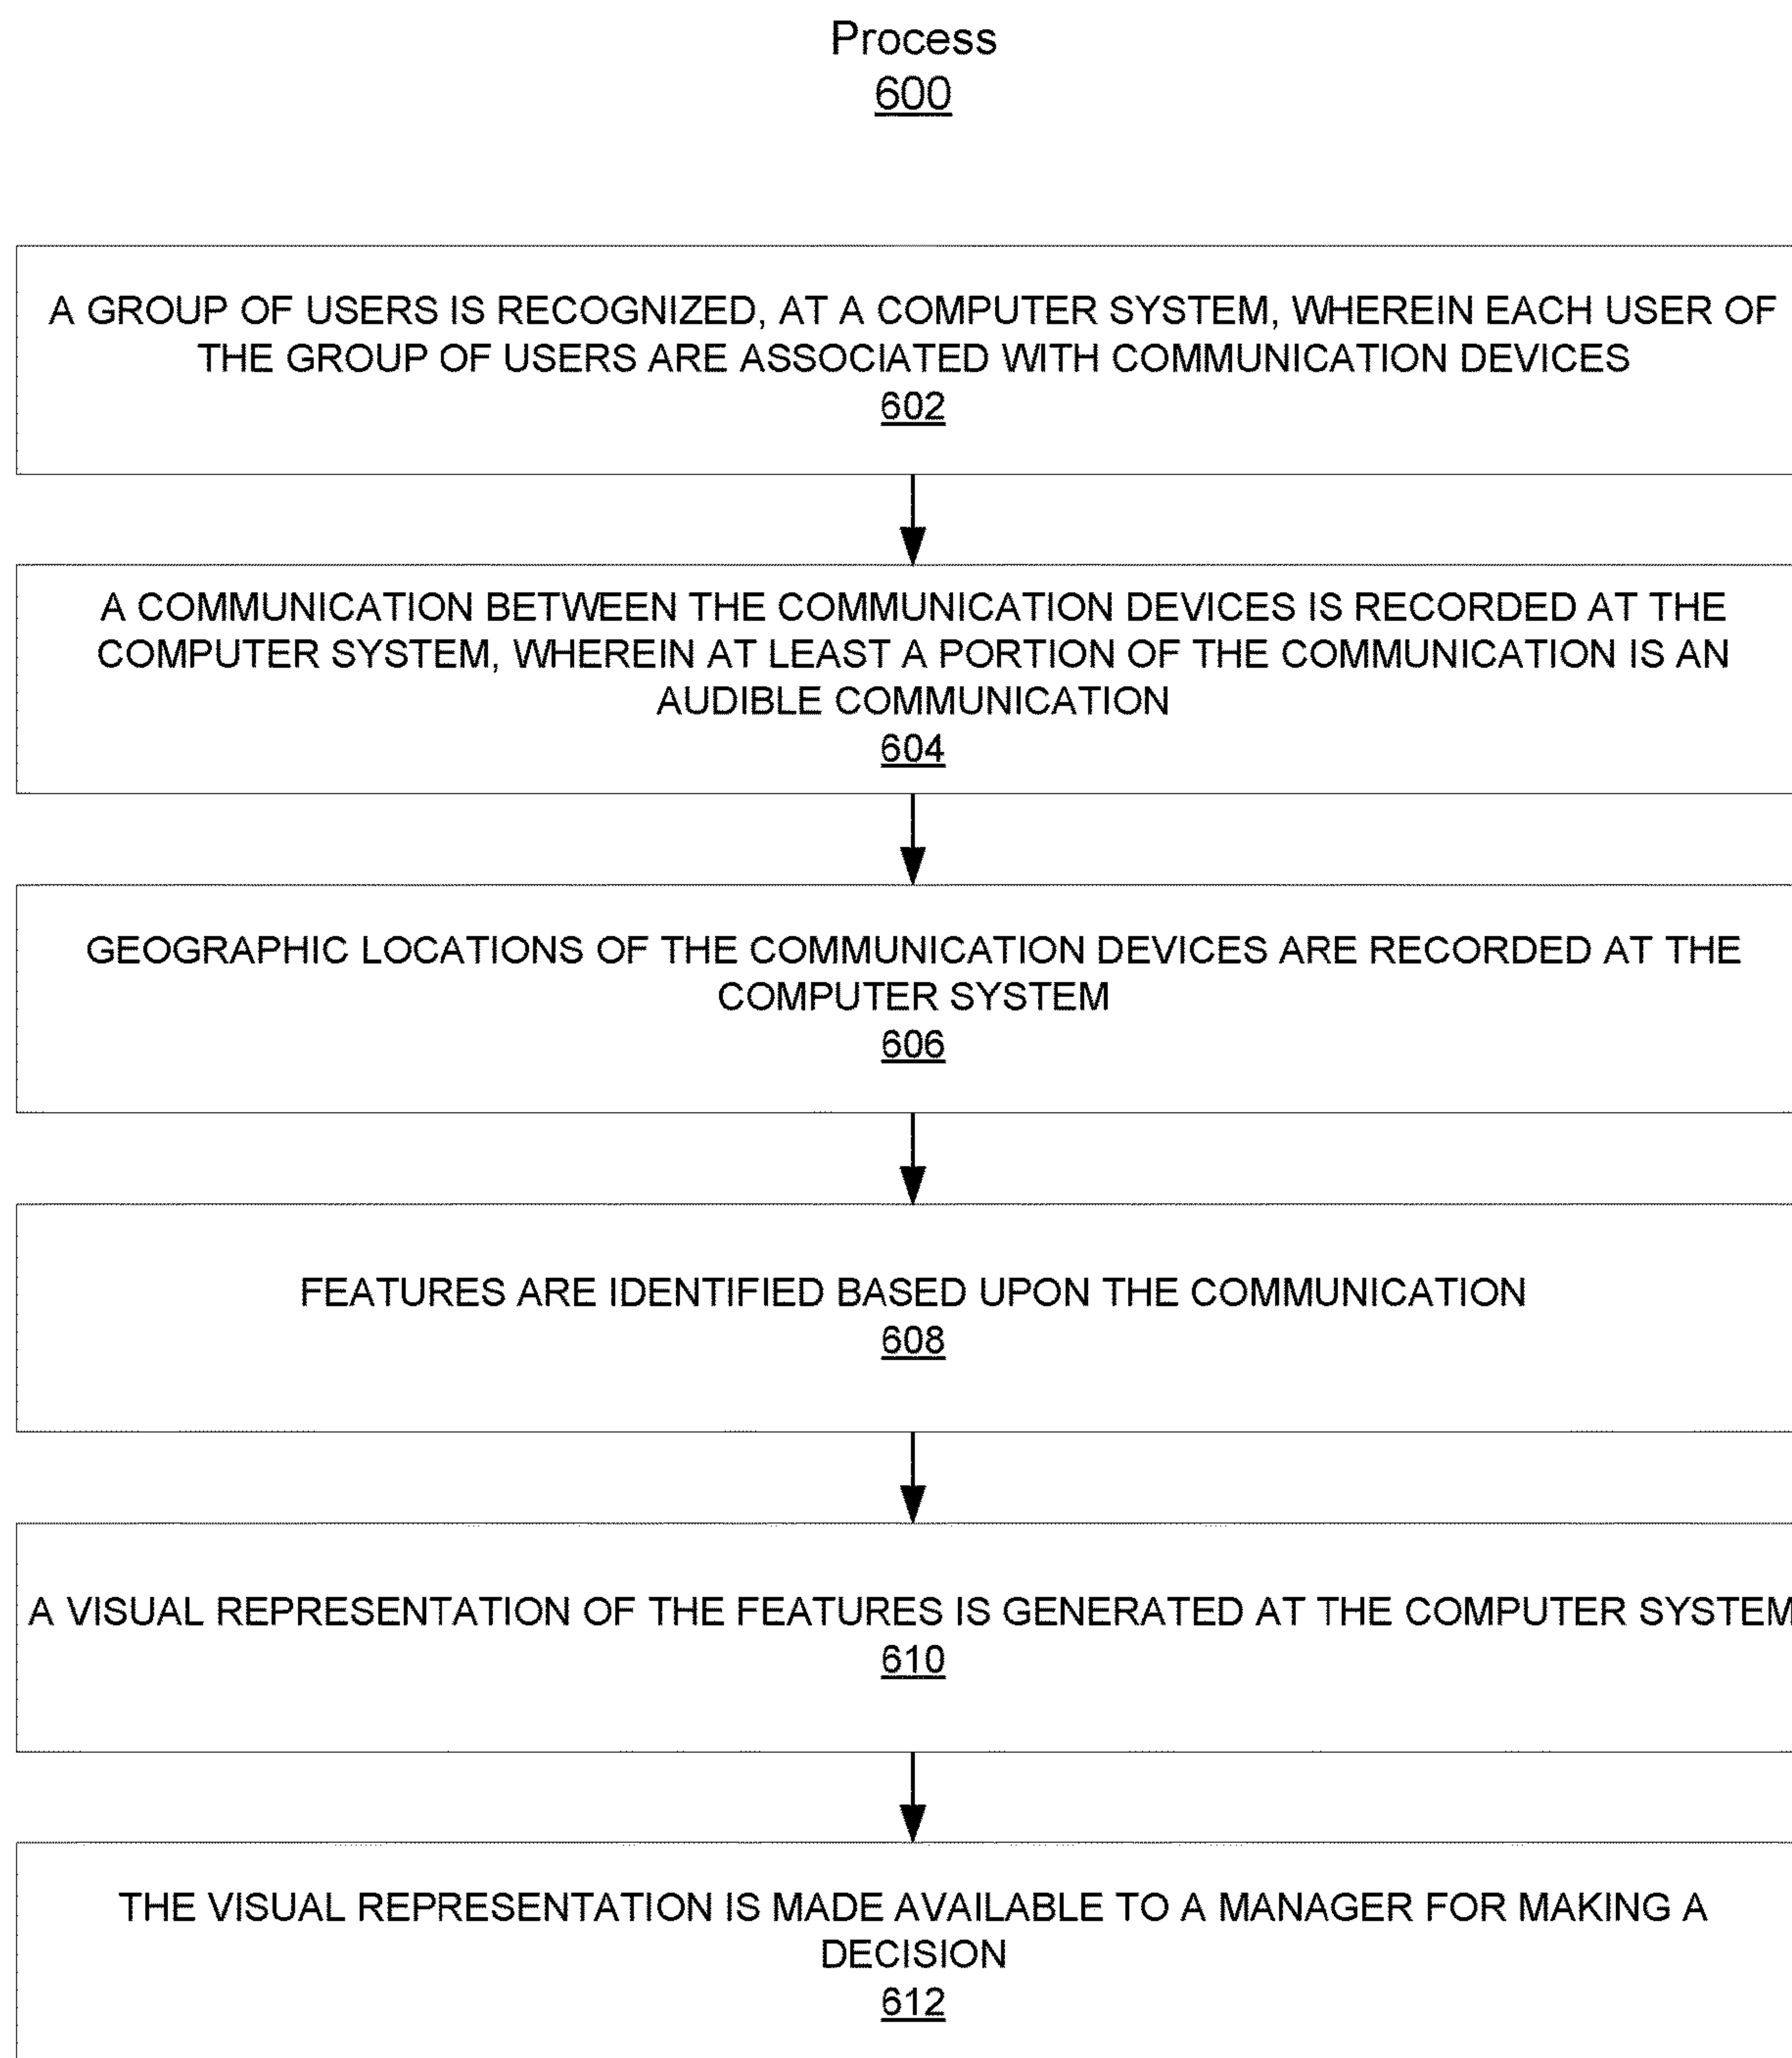 Process
600
A GROUP OF USERS IS RECOGNIZED, AT A COMPUTER SYSTEM, WHEREIN EACH USER OF
THE GROUP OF USERS ARE ASSOCIATED WITH COMMUNICATION DEVICES
602
A COMMUNICATION BETWEEN THE COMMUNICATION DEVICES IS RECORDED AT THE
COMPUTER SYSTEM, WHEREIN AT LEAST A PORTION OF THE COMMUNICATION IS AN
AUDIBLE COMMUNICATION
604
GEOGRAPHIC LOCATIONS OF THE COMMUNICATION DEVICES ARE RECORDED AT THE
COMPUTER SYSTEM
606
FEATURES ARE IDENTIFIED BASED UPON THE COMMUNICATION
608
A VISUAL REPRESENTATION OF THE FEATURES IS GENERATED AT THE COMPUTER SYSTEM
610
THE VISUAL REPRESENTATION IS MADE AVAILABLE TO A MANAGER FOR MAKING A
DECISION
612